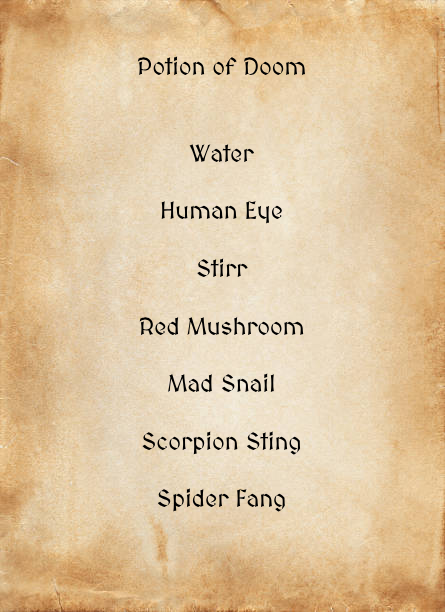 Potion of Doom
Water
Human Eye
Stirr
Red Mushroom
Mad Snail
Scorpion Sting
Spider Fang